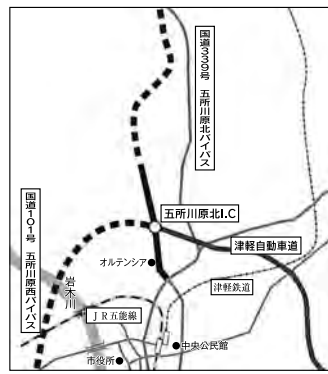 国道339号 五所川原北バイパス
五所川原北I.C
国道101号 五所川原西バイパス
津軽自動車道
オルテンシア
岩木川
津軽鉄道
JR五能線
中央公民館
市役所